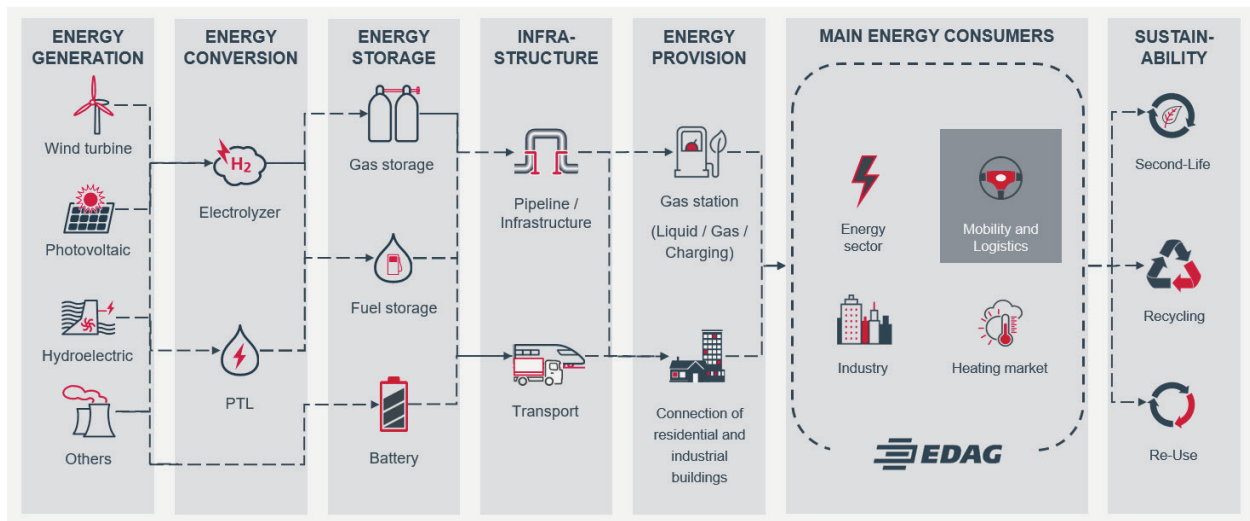 ENERGY
GENERATION
Wind turbine
Photovoltaic
Hydroelectric
Others
ENERGY
CONVERSION
H2
Electrolyzer
PTL
ENERGY
STORAGE
Gas storage
Fuel storage
Battery
INFRA-
STRUCTURE
Pipeline /
Infrastructure
Transport
ENERGY
PROVISION
Gas station
(Liquid / Gas /
Charging)
Connection of
residential and
industrial
buildings
MAIN ENERGY CONSUMERS
Energy
sector
Mobility and
Logistics
Industry
Heating market
EDAG
SUSTAIN-
ABILITY
Second-Life
Recycling
Re-Use